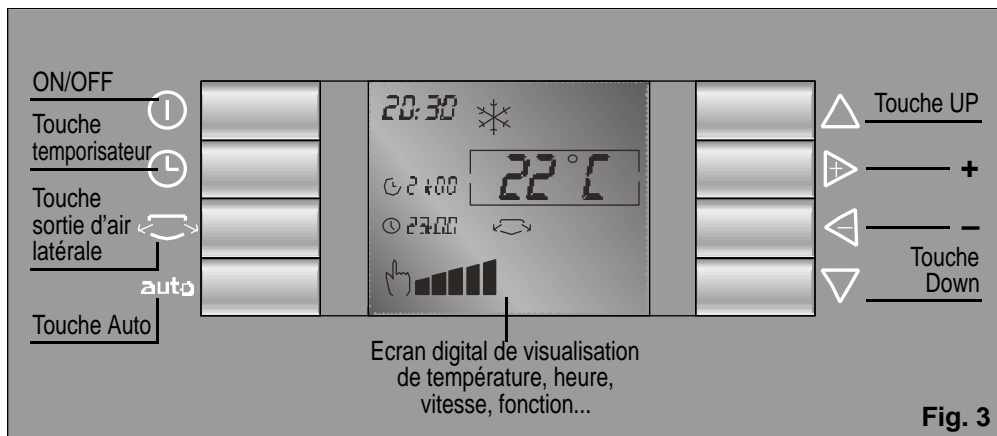 ON/OFF
Touche
temporisateur
Touche
sortie d'air
latérale
auto
Touche Auto
20:30
22°C
21:00
23:00
Touche UP
+
−
Touche
Down
Ecran digital de visualisation
de température, heure,
vitesse, fonction...
Fig. 3